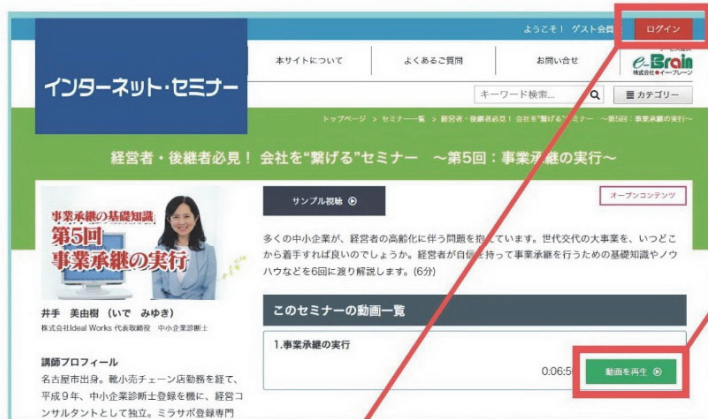 ようこそ！ ゲスト会員
ログイン
インターネット・セミナー
本サイトについて
よくあるご質問
お問い合せ
e-Brain
株式会社●イー・ブレーン
キーワード検索...
カテゴリー
トップページ > セミナー一覧 > 経営者・後継者必見！ 会社を"繋げる"セミナー ～第5回：事業承継の実行～
経営者・後継者必見！ 会社を"繋げる"セミナー ～第5回：事業承継の実行～
事業承継の基礎知識
第5回
事業承継の実行
サンプル視聴
オープンコンテンツ
多くの中小企業が、経営者の高齢化に伴う問題を抱えています。世代交代の大事業を、いつどこ
から着手すれば良いのでしょうか。経営者が自信を持って事業承継を行うための基礎知識やノウ
ハウなどを6回に渡り解説します。(6分)
井手 美由樹（いで みゆき）
株式会社Ideal Works 代表取締役 中小企業診断士
このセミナーの動画一覧
1.事業承継の実行
0:06:5
動画を再生
講師プロフィール
名古屋市出身。靴小売チェーン店勤務を経て、
平成９年、中小企業診断士登録を機に、経営コ
ンサルタントとして独立。ミラサポ登録専門